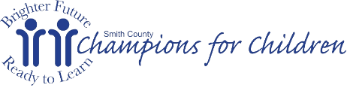 Brighter Future
Smith County
Champions for Children
Ready to Learn